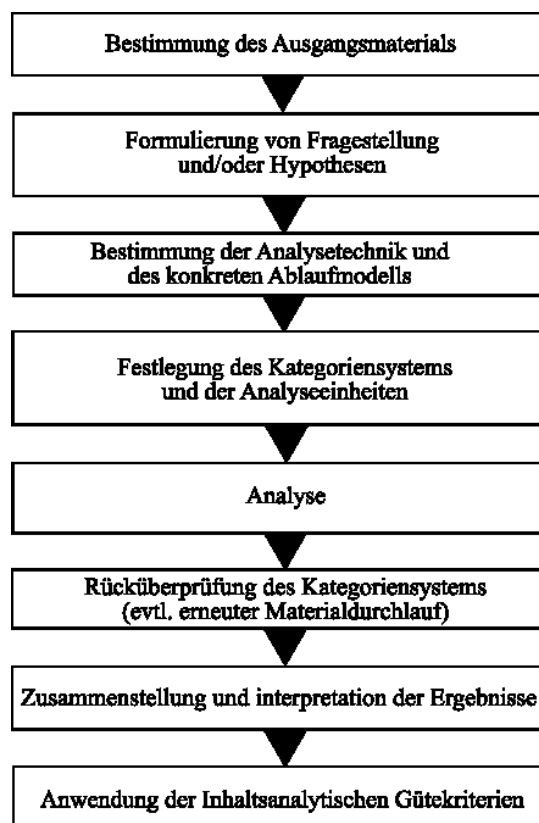 Bestimmung des Ausgangsmaterials
Formulierung von Fragestellung
und/oder Hypothesen
Bestimmung der Analysetechnik und
des konkreten Ablaufmodells
Festlegung des Kategoriensystems
und der Analyseeinheiten
Analyse
Rücküberprüfung des Kategoriensystems
(evtl. erneuter Materialdurchlauf)
Zusammenstellung und interpretation der Ergebnisse
Anwendung der Inhaltsanalytischen Gütekriterien